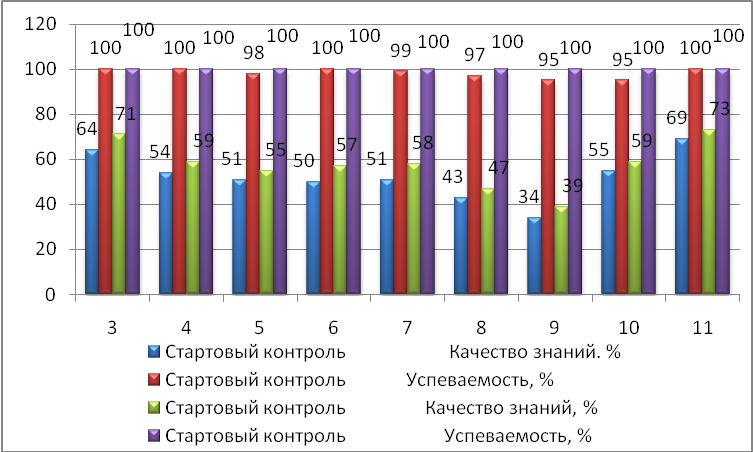 120
100
80
60
40
20
0
64 100 71 100
54 100 59 100
51 98 55 100
50 100 57 100
51 99 58 100
43 97 47 100
34 95 39 100
55 95 59 100
69 100 73 100
3 4 5 6 7 8 9 10 11
Стартовый контроль Качество знаний. %
Стартовый контроль Успеваемость, %
Стартовый контроль Качество знаний, %
Стартовый контроль Успеваемость, %